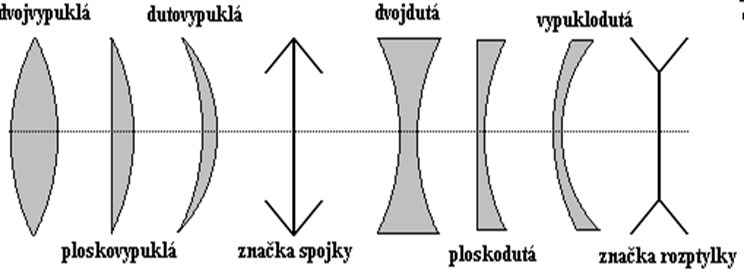 dvojvypuklá
dutovypuklá
dvojdutá
vypuklodutá
ploskovypuklá
značka spojky
ploskodutá
značka rozptylky